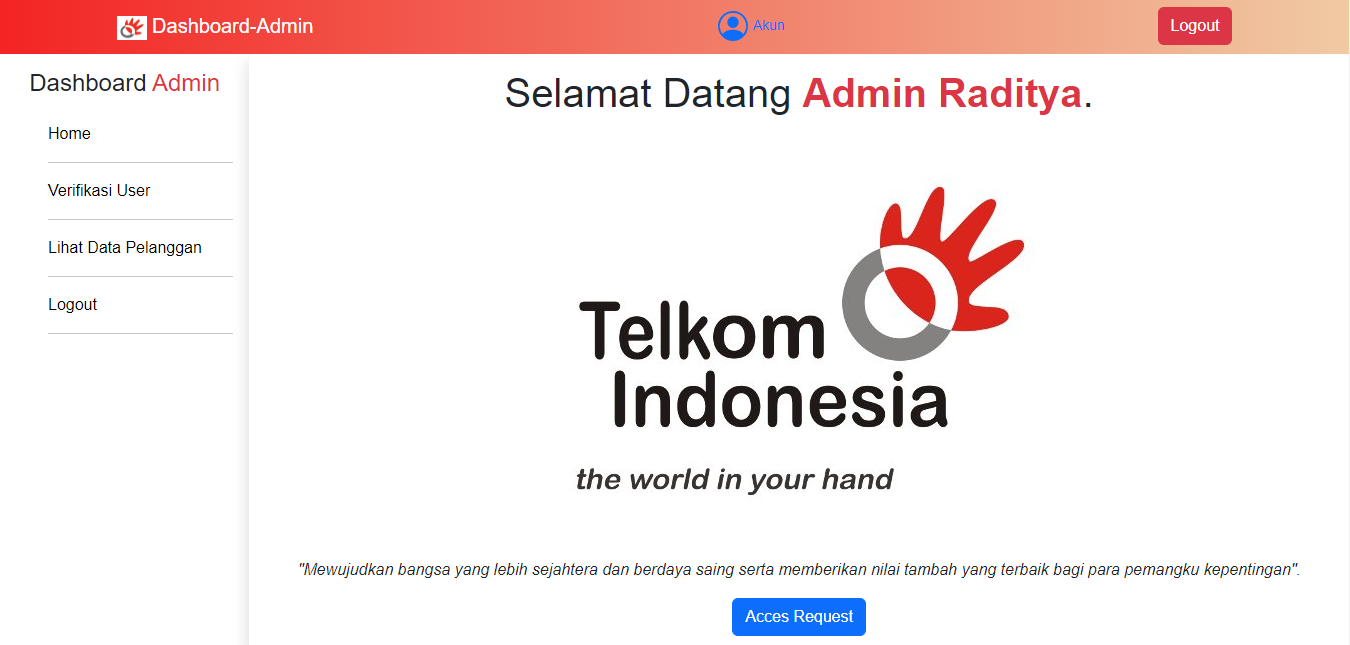 Dashboard-Admin
Akun
Logout
Dashboard Admin
Home
Verifikasi User
Lihat Data Pelanggan
Logout
Selamat Datang Admin Raditya.
Telkom
Indonesia
the world in your hand
"Mewujudkan bangsa yang lebih sejahtera dan berdaya saing serta memberikan nilai tambah yang terbaik bagi para pemangku kepentingan".
Acces Request